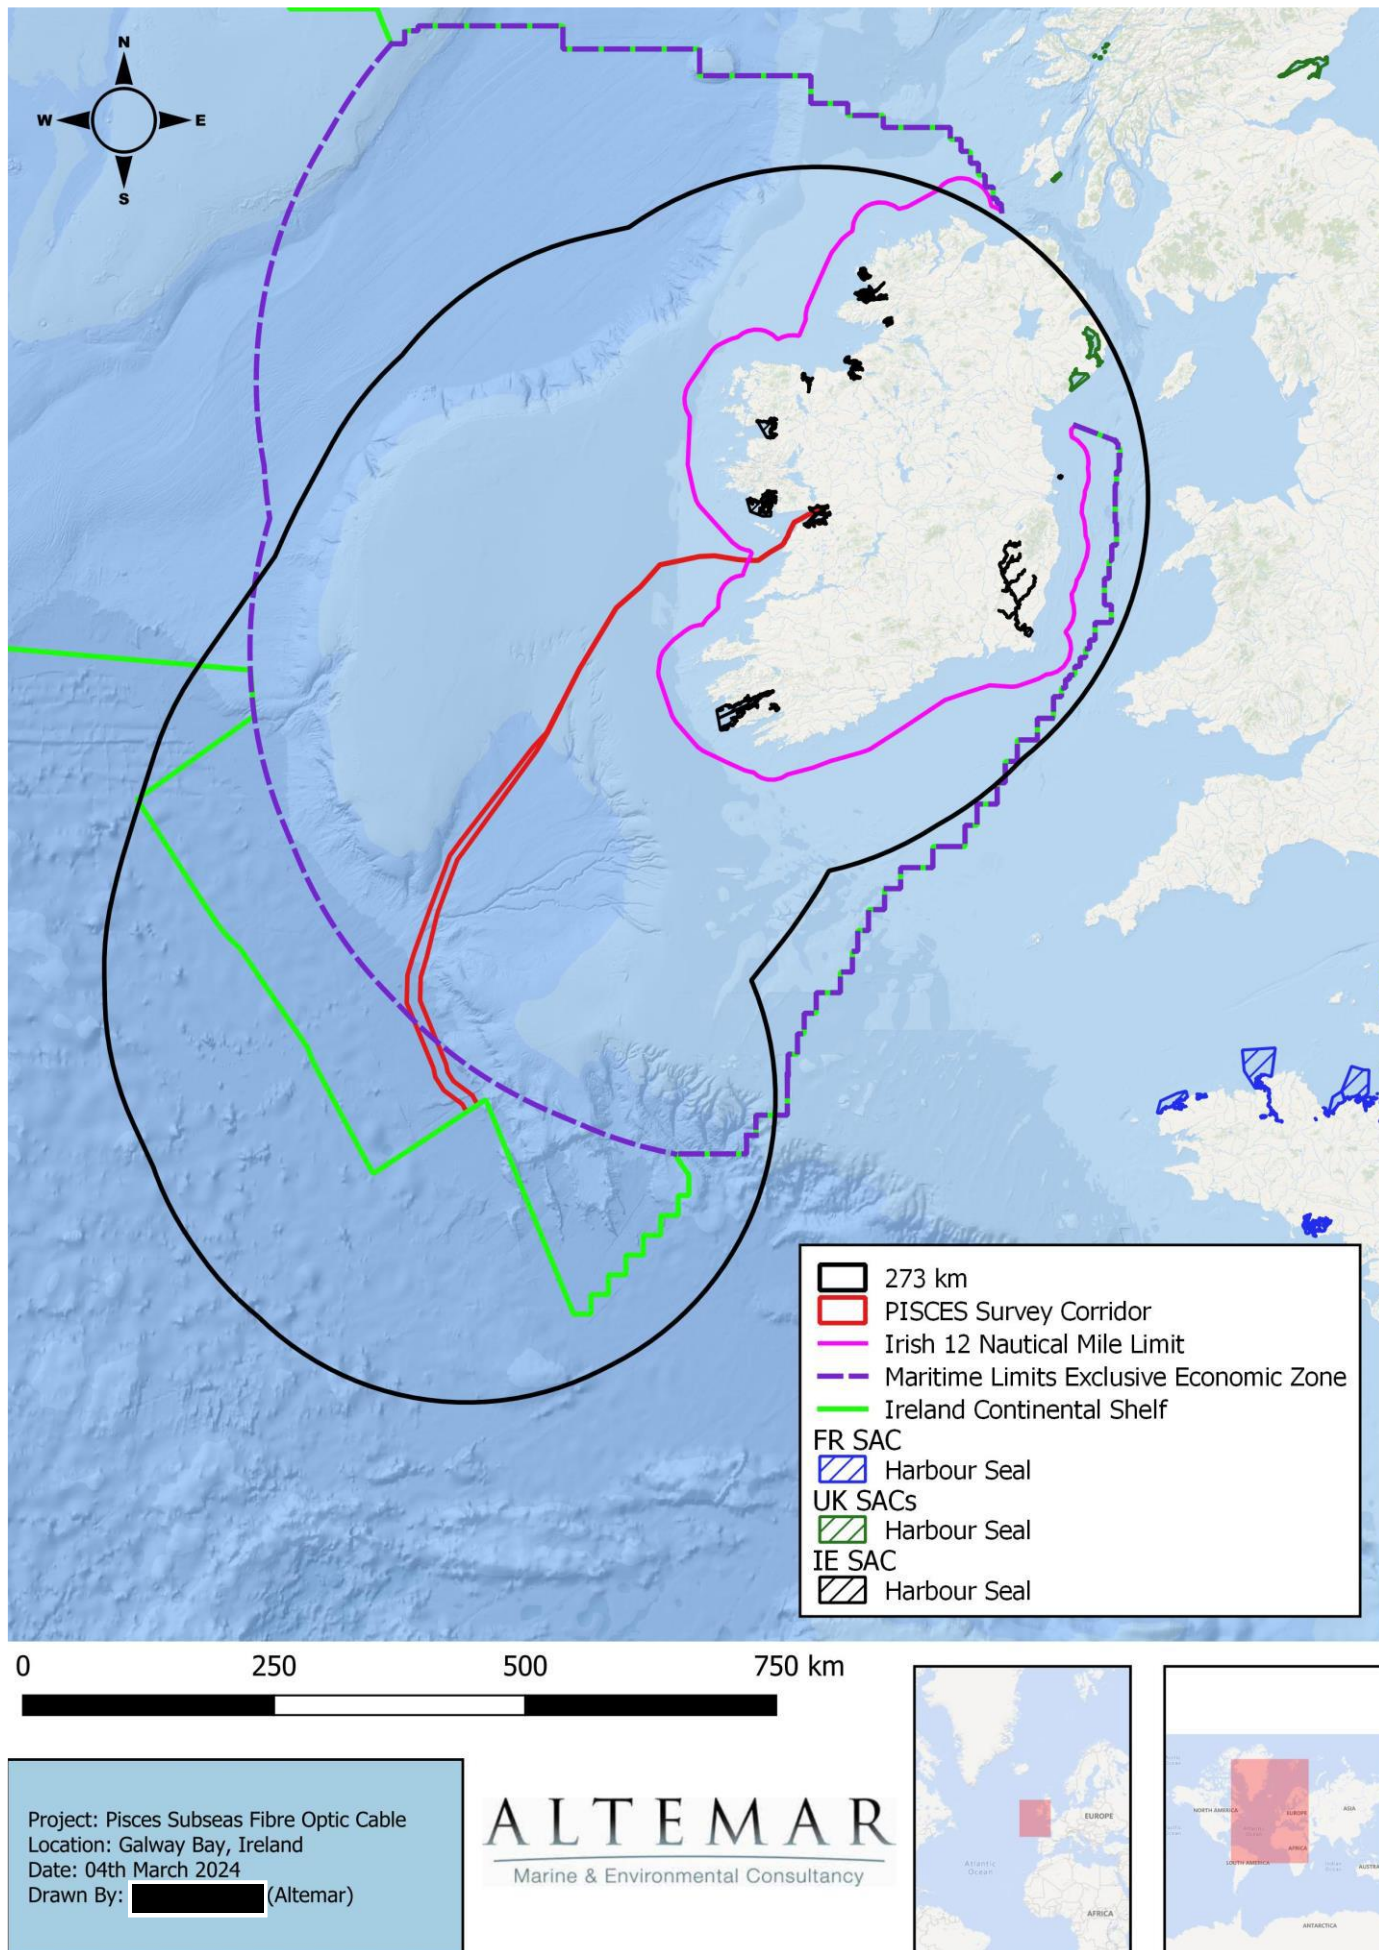 N
W E
S
273 km
PISCES Survey Corridor
Irish 12 Nautical Mile Limit
Maritime Limits Exclusive Economic Zone
Ireland Continental Shelf
FR SAC
Harbour Seal
UK SACs
Harbour Seal
IE SAC
Harbour Seal
0 250 500 750 km
Project: Pisces Subseas Fibre Optic Cable
Location: Galway Bay, Ireland
Date: 04th March 2024
Drawn By: (Altemar)
ALTEMAR
Marine & Environmental Consultancy
EUROPE
Atlantic
Ocean
AFRICA
NORTH AMERICA
EUROPE
ASIA
AFRICA
SOUTH AMERICA
AUSTRA
ANTARCTICA